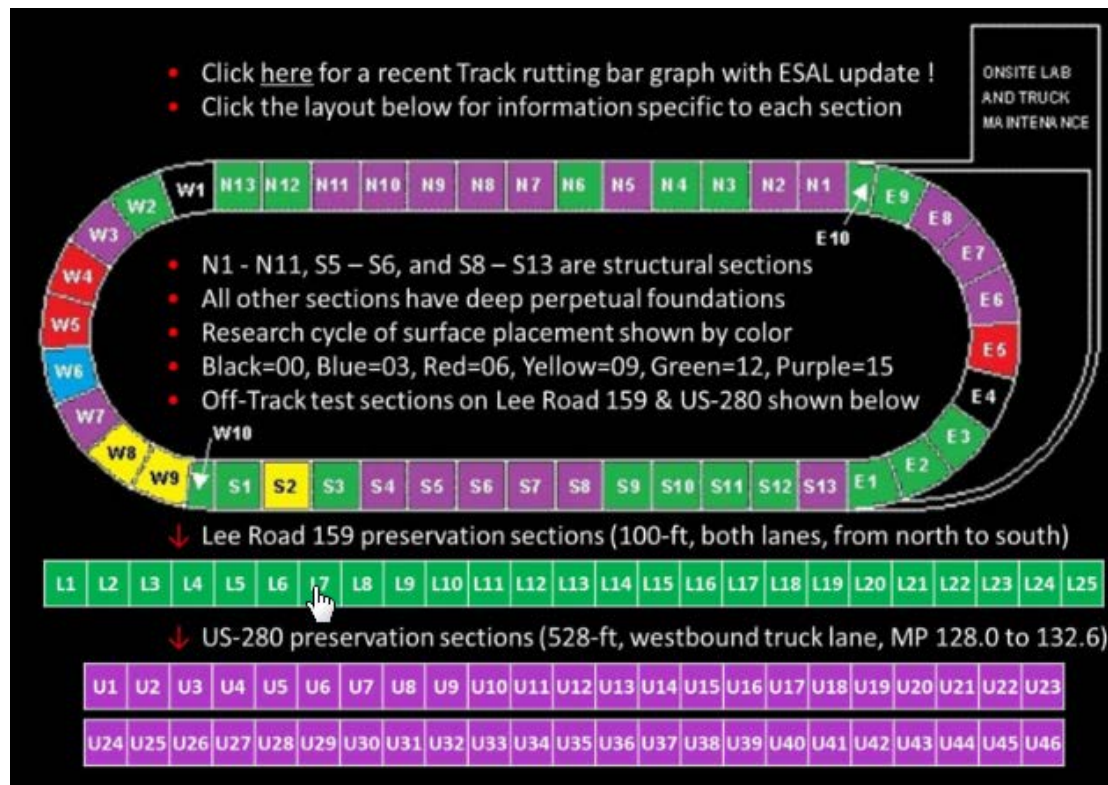 Click here for a recent Track rutting bar graph with ESAL update !
Click the layout below for information specific to each section
ONSITE LAB
AND TRUCK
MAINTENANCE
W1 N13 N12 N11 N10 N9 N8 N7 N6 N5 N4 N3 N2 N1 E9
W2 E8
W3 E10 E7
W4 E6
W5 E5
W6 E4
W7 E3
W8 W10 E2
W9 S1 S2 S3 S4 S5 S6 S7 S8 S9 S10 S11 S12 S13 E1
N1 - N11, S5 – S6, and S8 – S13 are structural sections
All other sections have deep perpetual foundations
Research cycle of surface placement shown by color
Black=00, Blue=03, Red=06, Yellow=09, Green=12, Purple=15
Off-Track test sections on Lee Road 159 & US-280 shown below
↓ Lee Road 159 preservation sections (100-ft, both lanes, from north to south)
L1 L2 L3 L4 L5 L6 L7 L8 L9 L10 L11 L12 L13 L14 L15 L16 L17 L18 L19 L20 L21 L22 L23 L24 L25
↓ US-280 preservation sections (528-ft, westbound truck lane, MP 128.0 to 132.6)
U1 U2 U3 U4 U5 U6 U7 U8 U9 U10 U11 U12 U13 U14 U15 U16 U17 U18 U19 U20 U21 U22 U23
U24 U25 U26 U27 U28 U29 U30 U31 U32 U33 U34 U35 U36 U37 U38 U39 U40 U41 U42 U43 U44 U45 U46